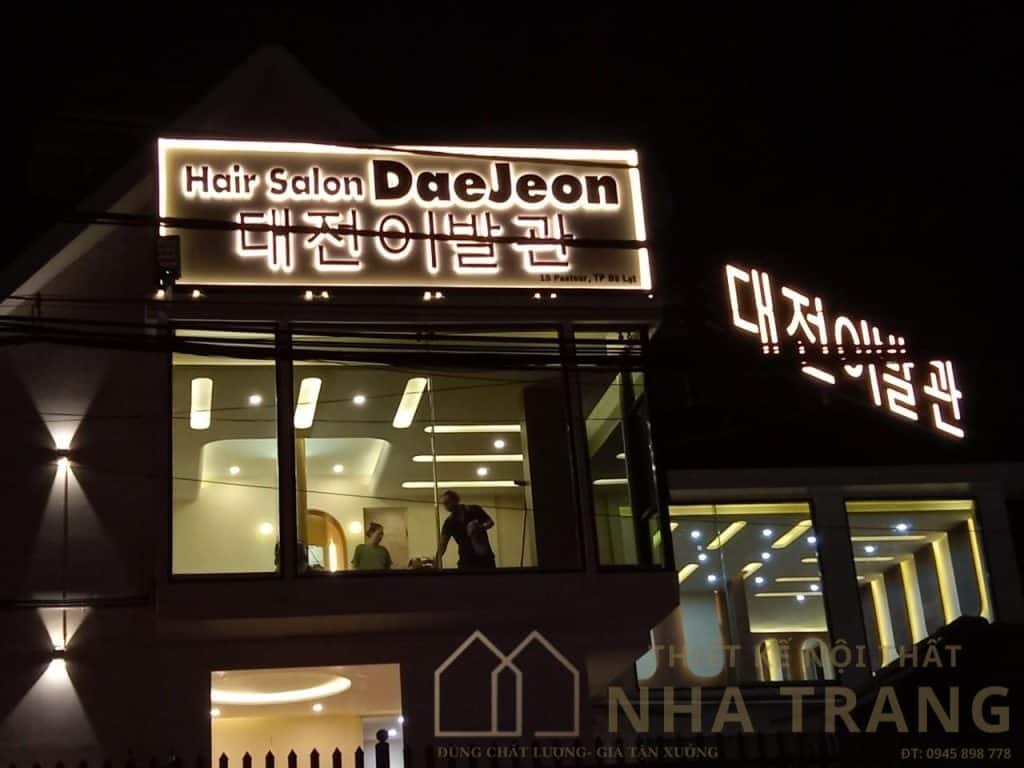 Hair Salon DaeJeon
대전이발관
15 Pasteur, TP Đà Lạt
대전이발관
THIẾT KẾ NỘI THẤT
NHA TRANG
ĐÚNG CHẤT LƯỢNG- GIÁ TẬN XƯỞNG
ĐT: 0945 898 778